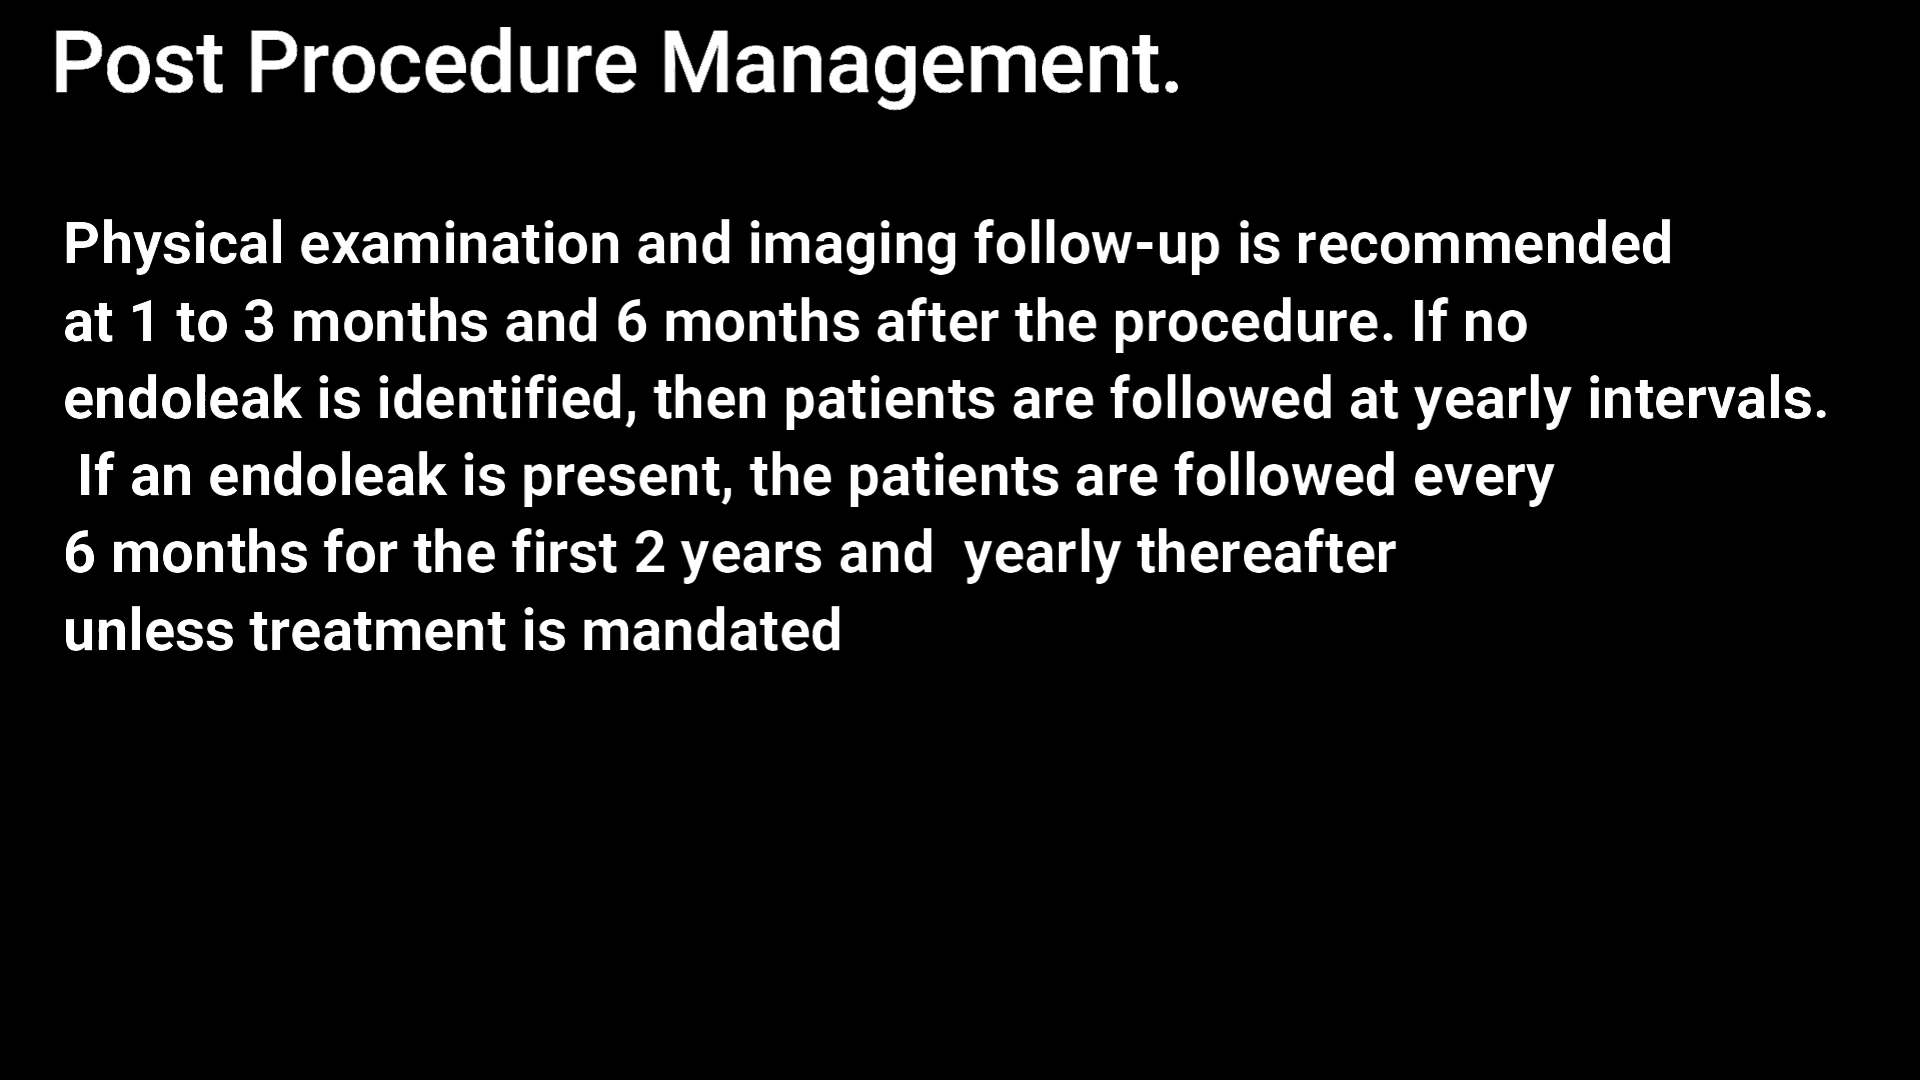 Post Procedure Management.
Physical examination and imaging follow-up is recommended
at 1 to 3 months and 6 months after the procedure. If no
endoleak is identified, then patients are followed at yearly intervals.
If an endoleak is present, the patients are followed every
6 months for the first 2 years and  yearly thereafter
unless treatment is mandated